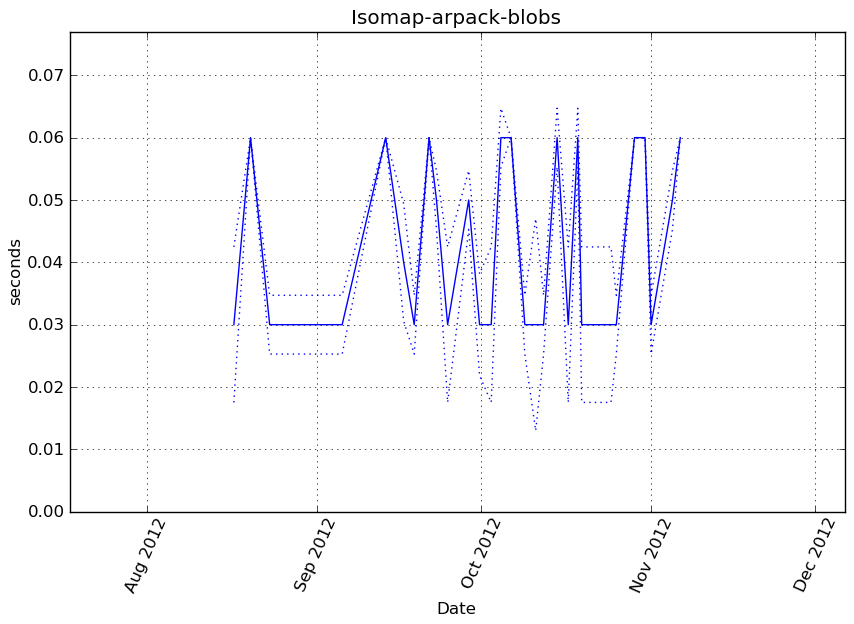 Isomap-arpack-blobs
0.07
0.06
0.05
0.04
0.03
0.02
0.01
0.00
seconds
Aug 2012
Sep 2012
Oct 2012
Nov 2012
Dec 2012
Date